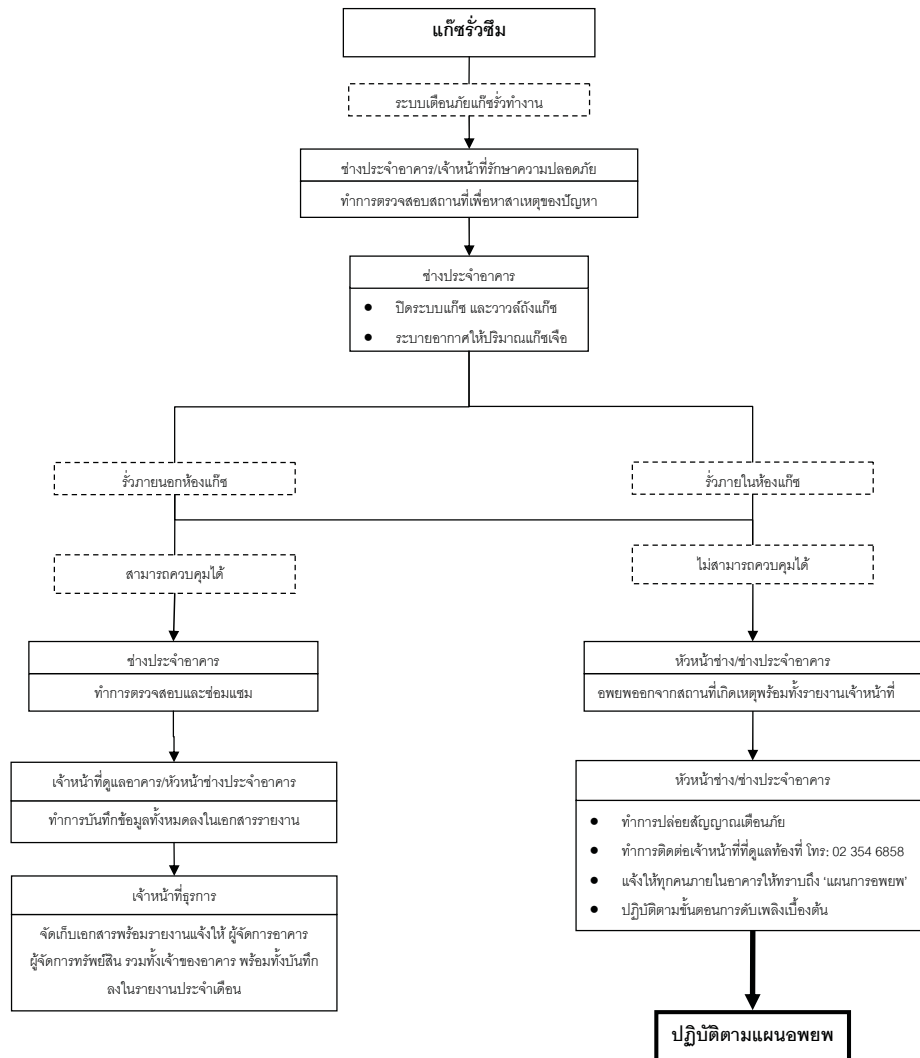 แก๊ซรั่วซึม
ระบบเตือนภัยแก๊ซรั่วทำงาน
ช่างประจำอาคาร/เจ้าหน้าที่รักษาความปลอดภัย
ทำการตรวจสอบสถานที่เพื่อหาสาเหตุของปัญหา
ช่างประจำอาคาร
● ปิดระบบแก๊ซ และวาวล์ถังแก๊ซ
● ระบายอากาศให้ปริมาณแก๊ซเจือ
รั่วภายนอกห้องแก๊ซ
รั่วภายในห้องแก๊ซ
สามารถควบคุมได้
ไม่สามารถควบคุมได้
ช่างประจำอาคาร
ทำการตรวจสอบและซ่อมแซม
หัวหน้าช่าง/ช่างประจำอาคาร
อพยพออกจากสถานที่เกิดเหตุพร้อมทั้งรายงานเจ้าหน้าที่
เจ้าหน้าที่ดูแลอาคาร/หัวหน้าช่างประจำอาคาร
ทำการบันทึกข้อมูลทั้งหมดลงในเอกสารรายงาน
หัวหน้าช่าง/ช่างประจำอาคาร
● ทำการปล่อยสัญญาณเตือนภัย
● ทำการติดต่อเจ้าหน้าที่ที่ดูแลท้องที่ โทร: 02 354 6858
● แจ้งให้ทุกคนภายในอาคารให้ทราบถึง ‘แผนการอพยพ’
● ปฏิบัติตามขั้นตอนการดับเพลิงเบื้องต้น
เจ้าหน้าที่ธุรการ
จัดเก็บเอกสารพร้อมรายงานแจ้งให้ ผู้จัดการอาคาร
ผู้จัดการทรัพย์สิน รวมทั้งเจ้าของอาคาร พร้อมทั้งบันทึก
ลงในรายงานประจำเดือน
ปฏิบัติตามแผนอพยพ